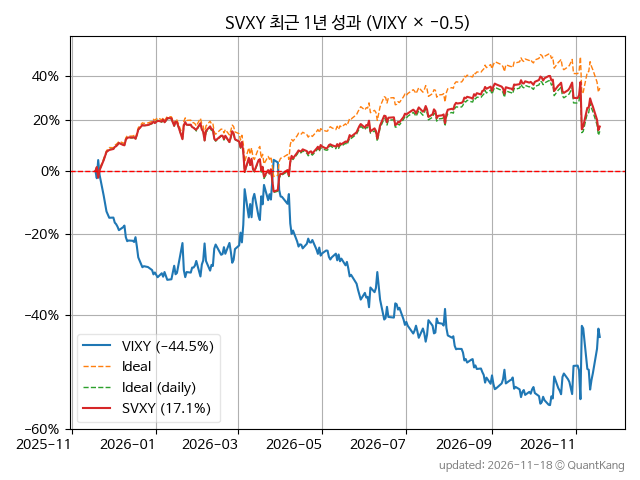 SVXY 최근 1년 성과 (VIXY × −0.5)
40%
20%
0%
−20%
−40%
−60%
VIXY (−44.5%)
Ideal
Ideal (daily)
SVXY (17.1%)
2025−11
2026−01
2026−03
2026−05
2026−07
2026−09
2026−11
updated: 2026−11−18 © QuantKang